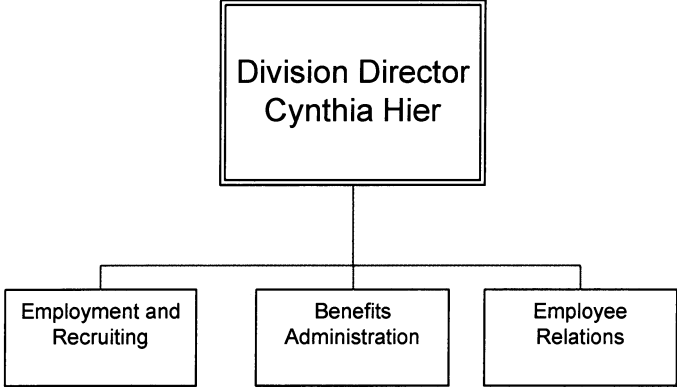 Division Director
Cynthia Hier
Employment and
Recruiting
Benefits
Administration
Employee
Relations